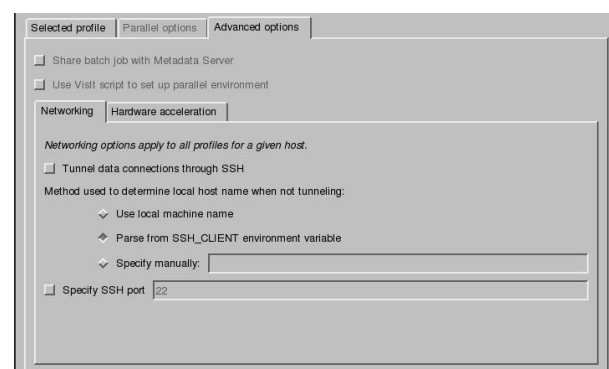 Selected profile Parallel options Advanced options
Share batch job with Metadata Server
Use VisIt script to set up parallel environment
Networking Hardware acceleration
Networking options apply to all profiles for a given host.
Tunnel data connections through SSH
Method used to determine local host name when not tunneling:
Use local machine name
Parse from SSH_CLIENT environment variable
Specify manually:
Specify SSH port 22